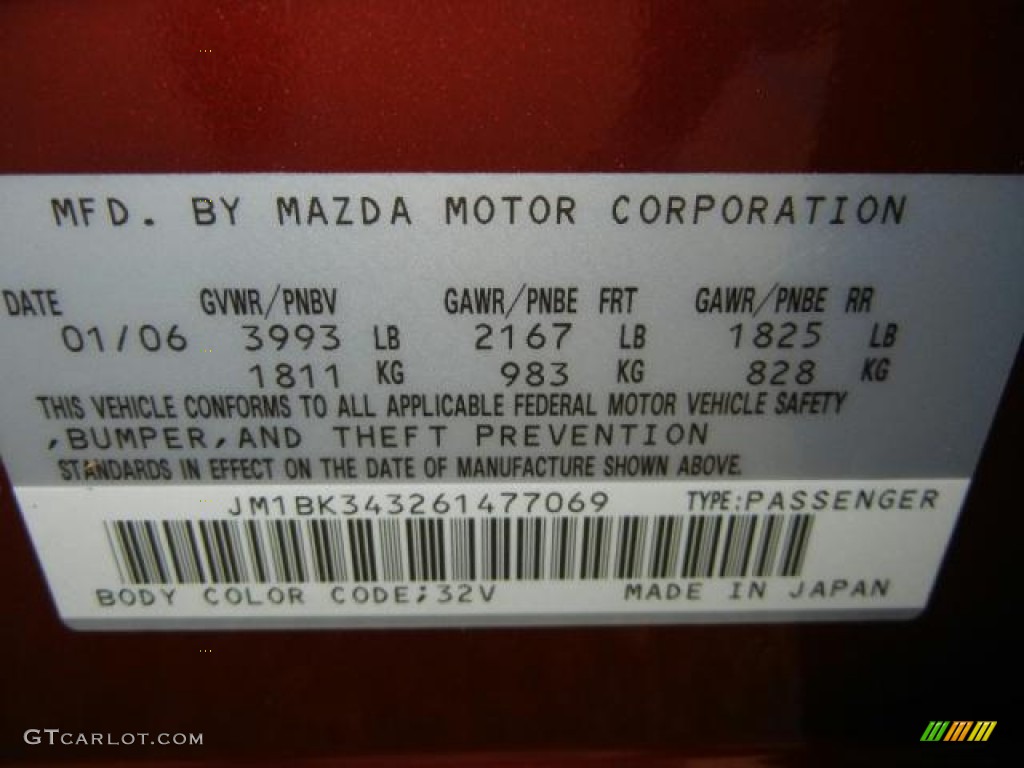 MFD. BY MAZDA MOTOR CORPORATION
DATE GVWR/PNBV GAWR/PNBE FRT GAWR/PNBE RR
01/06 3993 LB 2167 LB 1825 LB
1811 KG 983 KG 828 KG
THIS VEHICLE CONFORMS TO ALL APPLICABLE FEDERAL MOTOR VEHICLE SAFETY
,BUMPER,AND THEFT PREVENTION
STANDARDS IN EFFECT ON THE DATE OF MANUFACTURE SHOWN ABOVE.
JM1BK343261477069 TYPE:PASSENGER
BODY COLOR CODE;32V MADE IN JAPAN
GTCARLOT.COM